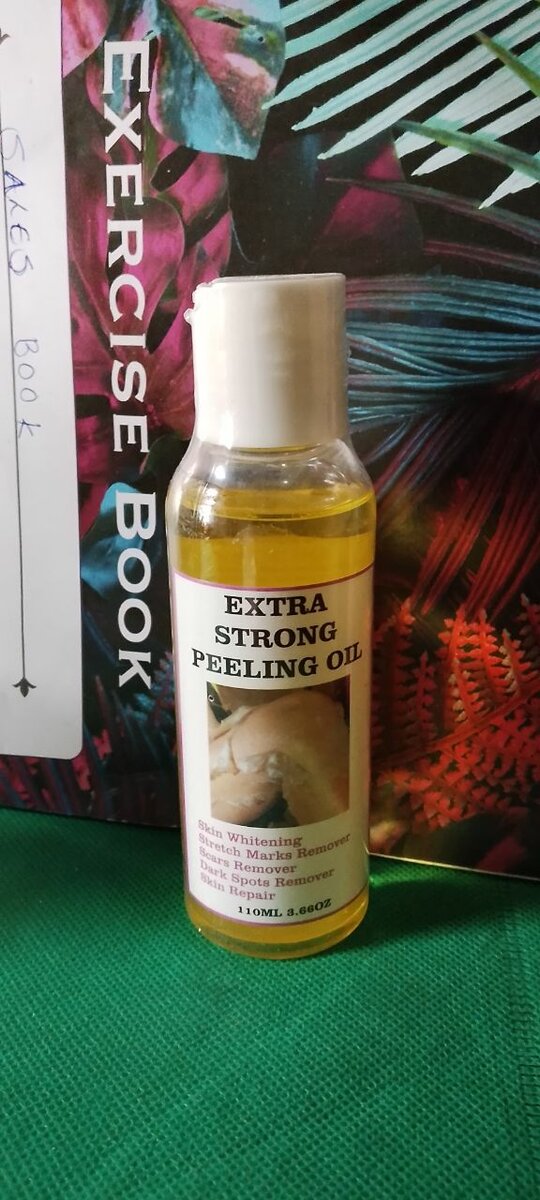 SALES BOOK
EXERCISE BOOK
EXTRA
STRONG
PEELING OIL
Skin Whitening
Stretch Marks Remover
Scars Remover
Dark Spots Remover
Skin Repair
110ML 3.66OZ